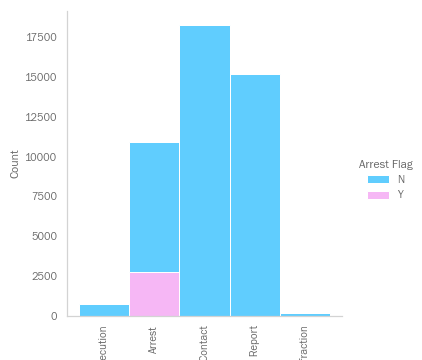 17500
15000
12500
10000
7500
5000
2500
0
Count
ecution
Arrest
Contact
Report
fraction
Arrest Flag
N
Y